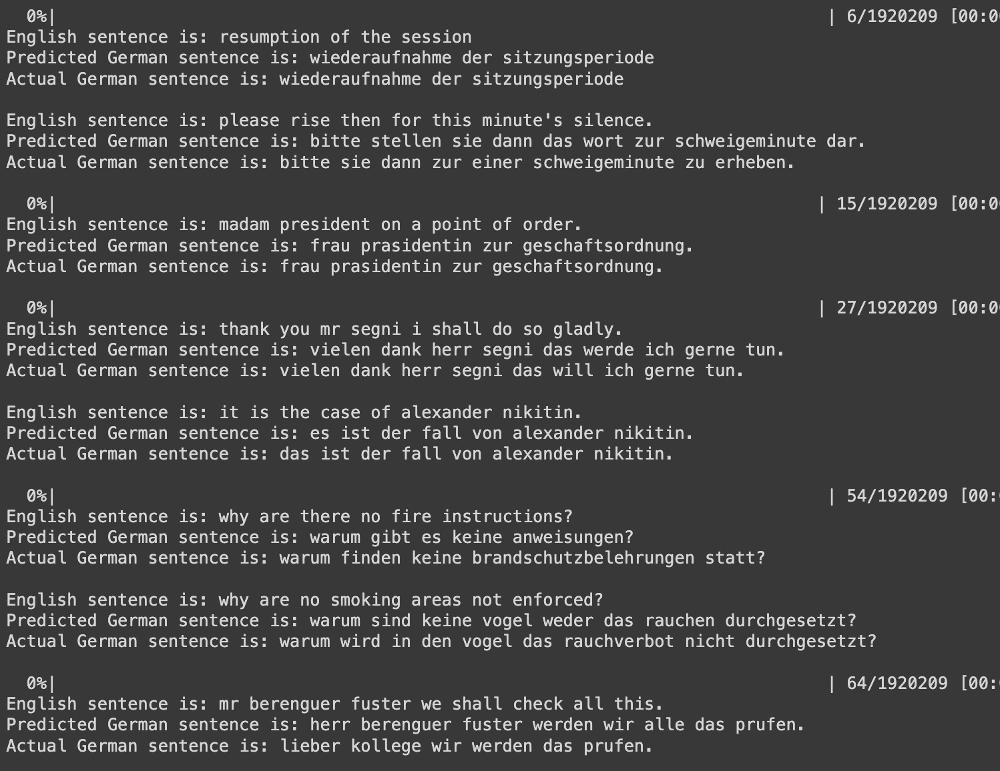 0%| | 6/1920209 [00:0
English sentence is: resumption of the session
Predicted German sentence is: wiederaufnahme der sitzungsperiode
Actual German sentence is: wiederaufnahme der sitzungsperiode
English sentence is: please rise then for this minute's silence.
Predicted German sentence is: bitte stellen sie dann das wort zur schweigeminute dar.
Actual German sentence is: bitte sie dann zur einer schweigeminute zu erheben.
0%| | 15/1920209 [00:0
English sentence is: madam president on a point of order.
Predicted German sentence is: frau prasidentin zur geschaftsordnung.
Actual German sentence is: frau prasidentin zur geschaftsordnung.
0%| | 27/1920209 [00:0
English sentence is: thank you mr segni i shall do so gladly.
Predicted German sentence is: vielen dank herr segni das werde ich gerne tun.
Actual German sentence is: vielen dank herr segni das will ich gerne tun.
English sentence is: it is the case of alexander nikitin.
Predicted German sentence is: es ist der fall von alexander nikitin.
Actual German sentence is: das ist der fall von alexander nikitin.
0%| | 54/1920209 [00:
English sentence is: why are there no fire instructions?
Predicted German sentence is: warum gibt es keine anweisungen?
Actual German sentence is: warum finden keine brandschutzbelehrungen statt?
English sentence is: why are no smoking areas not enforced?
Predicted German sentence is: warum sind keine vogel weder das rauchen durchgesetzt?
Actual German sentence is: warum wird in den vogel das rauchverbot nicht durchgesetzt?
0%| | 64/1920209 [00:
English sentence is: mr berenguer fuster we shall check all this.
Predicted German sentence is: herr berenguer fuster werden wir alle das prufen.
Actual German sentence is: lieber kollege wir werden das prufen.